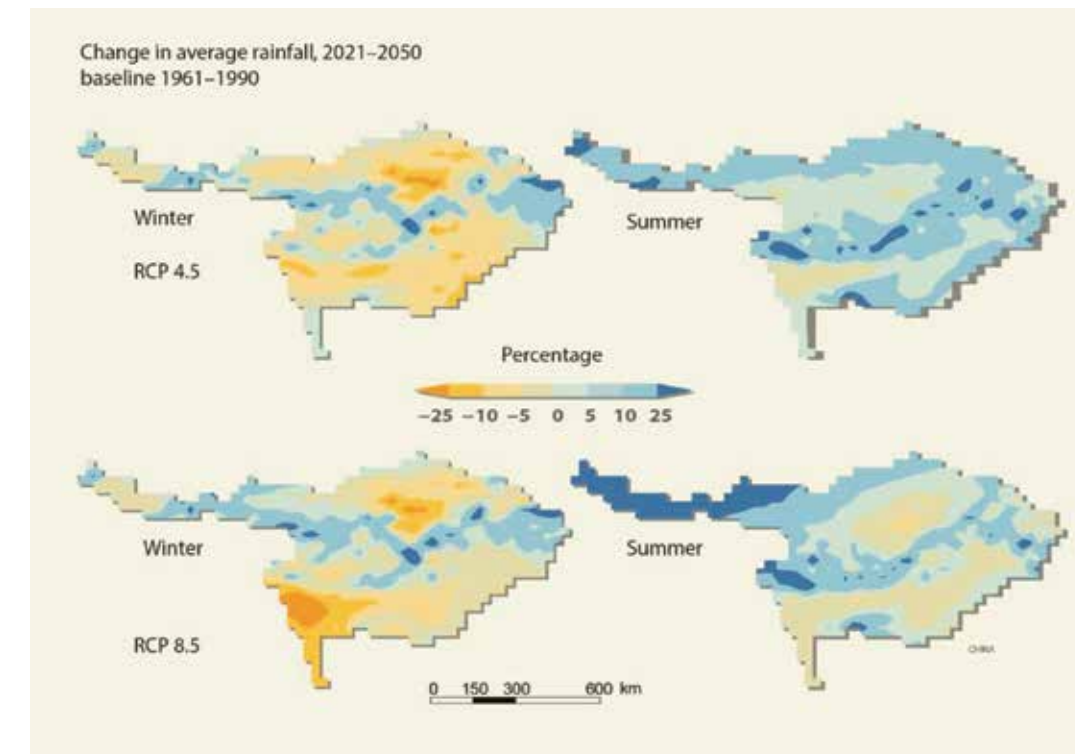 Change in average rainfall, 2021–2050
baseline 1961–1990
Winter
Summer
RCP 4.5
Percentage
−25 −10 −5 0 5 10 25
Winter
Summer
RCP 8.5
CHINA
0 150 300 600 km